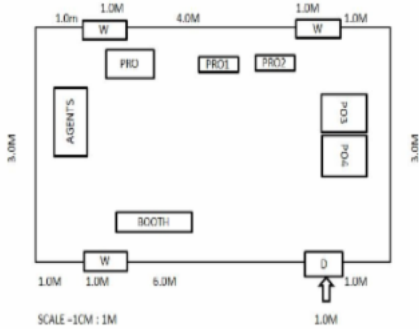 1.0M 1.0M
1.0m 4.0M 1.0M
W W
PRO PRO1 PRO2
AGENTS
PO3
PO4
3.0M
3.0M
BOOTH
W D
1.0M 1.0M 6.0M 1.0M
SCALE -1CM : 1M 1.0M